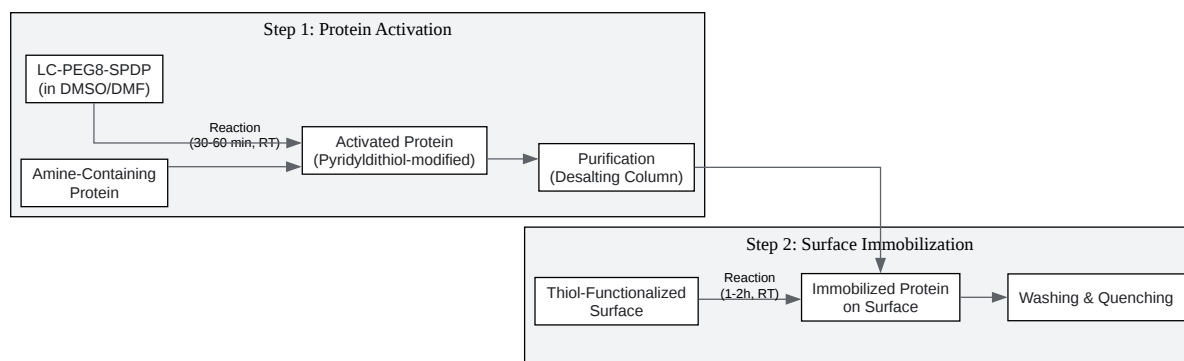 Step 1: Protein Activation
LC-PEG8-SPDP
(in DMSO/DMF)
Reaction
(30-60 min, RT)
Amine-Containing
Protein
Activated Protein
(Pyridyldithiol-modified)
Purification
(Desalting Column)
Step 2: Surface Immobilization
Thiol-Functionalized
Surface
Reaction
(1-2h, RT)
Immobilized Protein
on Surface
Washing & Quenching